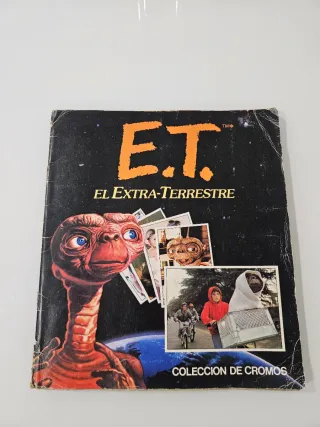 E.T.
EL EXTRA-TERRESTRE
COLECCION DE CROMOS